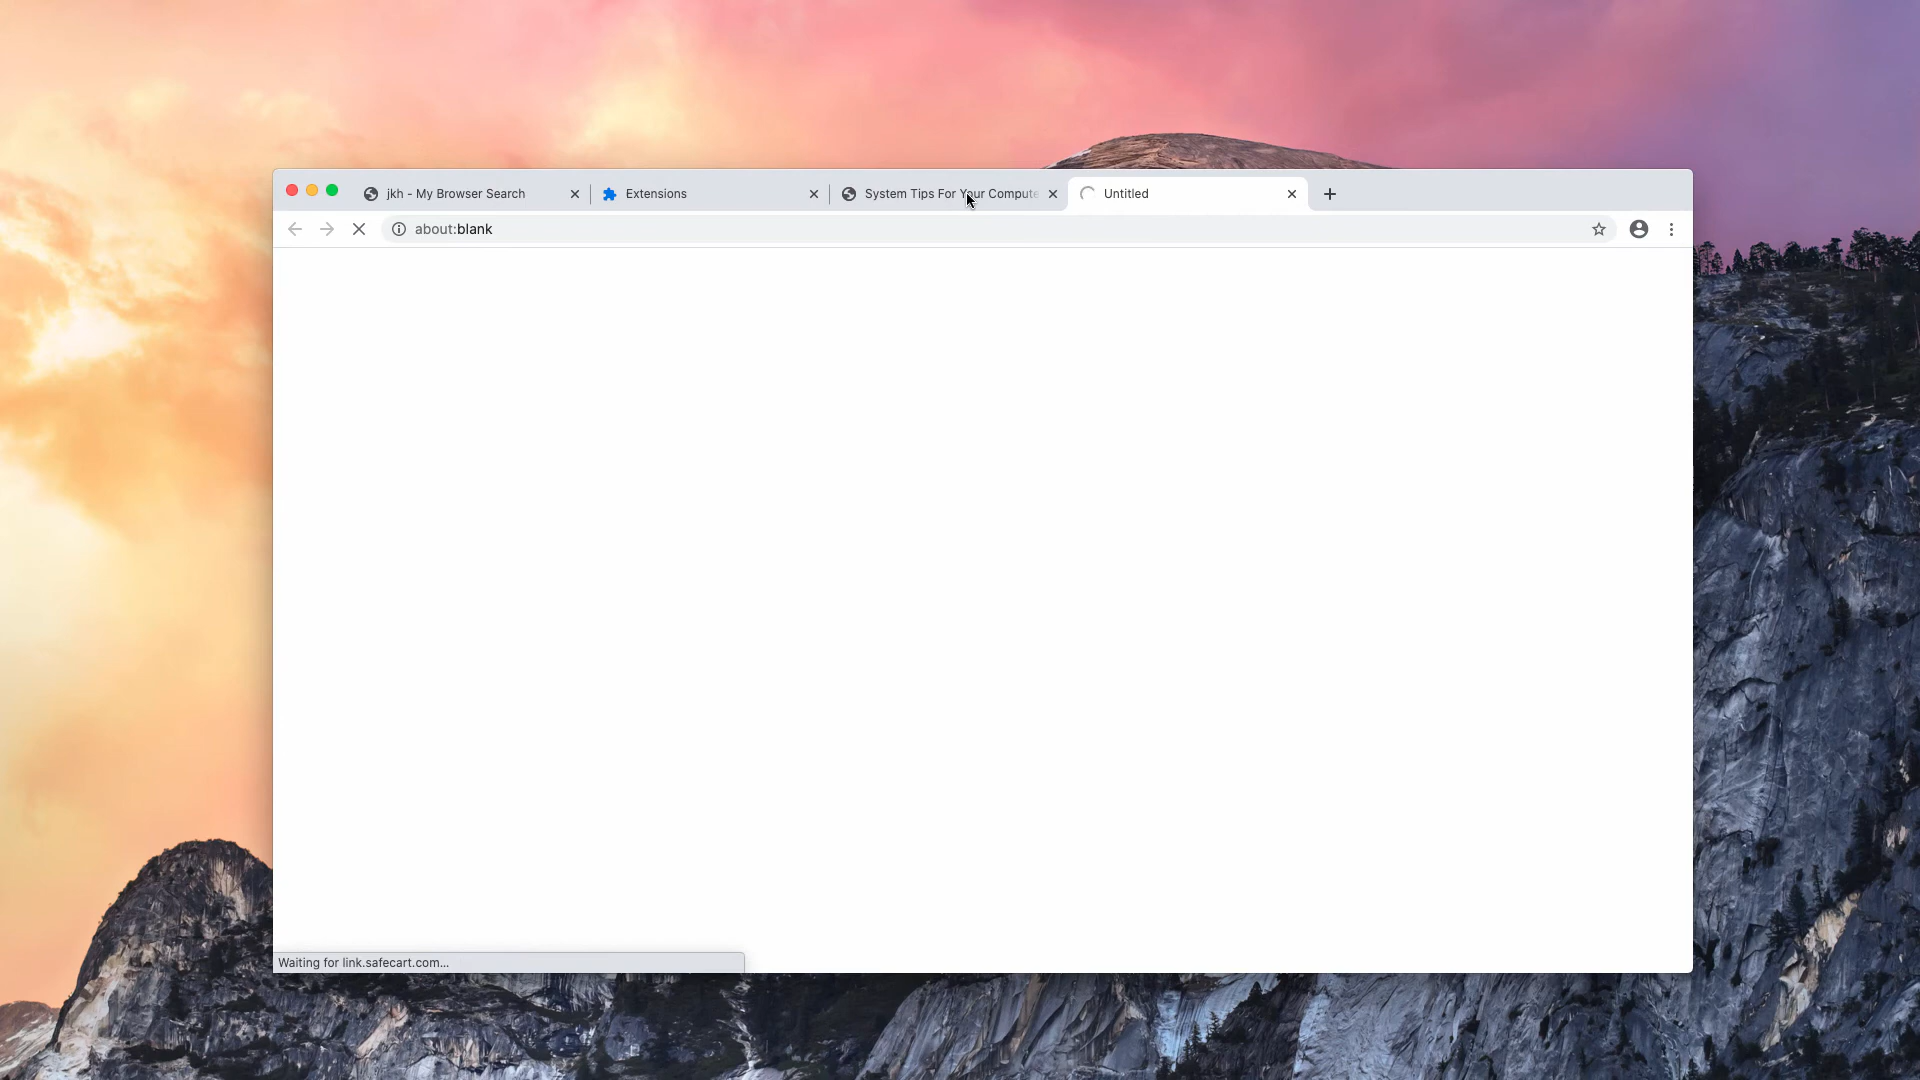 jkh - My Browser Search
Extensions
System Tips For Your Compute
Untitled
about:blank
Waiting for link.safecart.com...